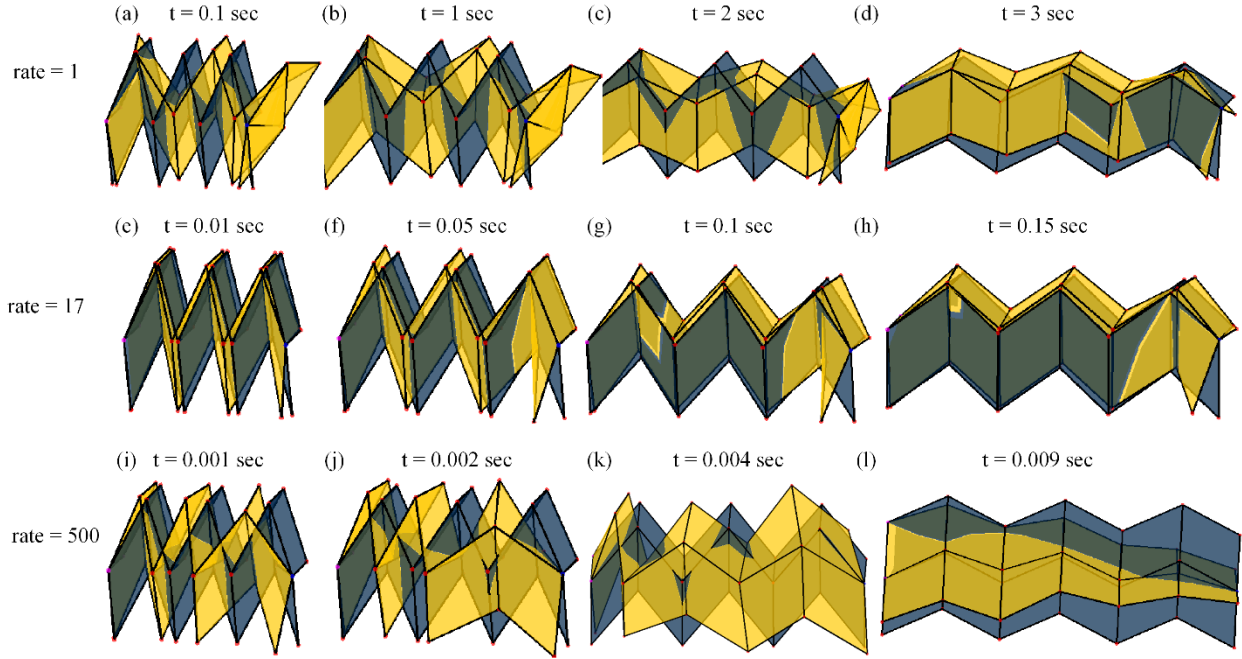 (a) t = 0.1 sec (b) t = 1 sec (c) t = 2 sec (d) t = 3 sec
rate = 1
(e) t = 0.01 sec (f) t = 0.05 sec (g) t = 0.1 sec (h) t = 0.15 sec
rate = 17
(i) t = 0.001 sec (j) t = 0.002 sec (k) t = 0.004 sec (l) t = 0.009 sec
rate = 500